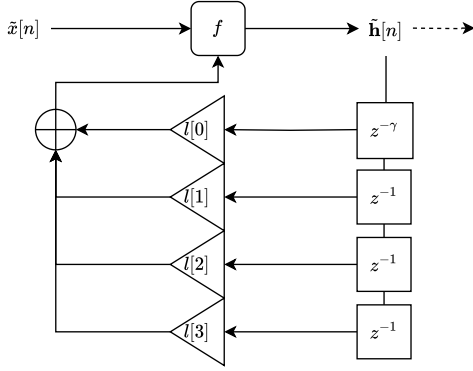 x̃[n] f h̃[n]
l[0] z^{-γ}
l[1] z^{-1}
l[2] z^{-1}
l[3] z^{-1}